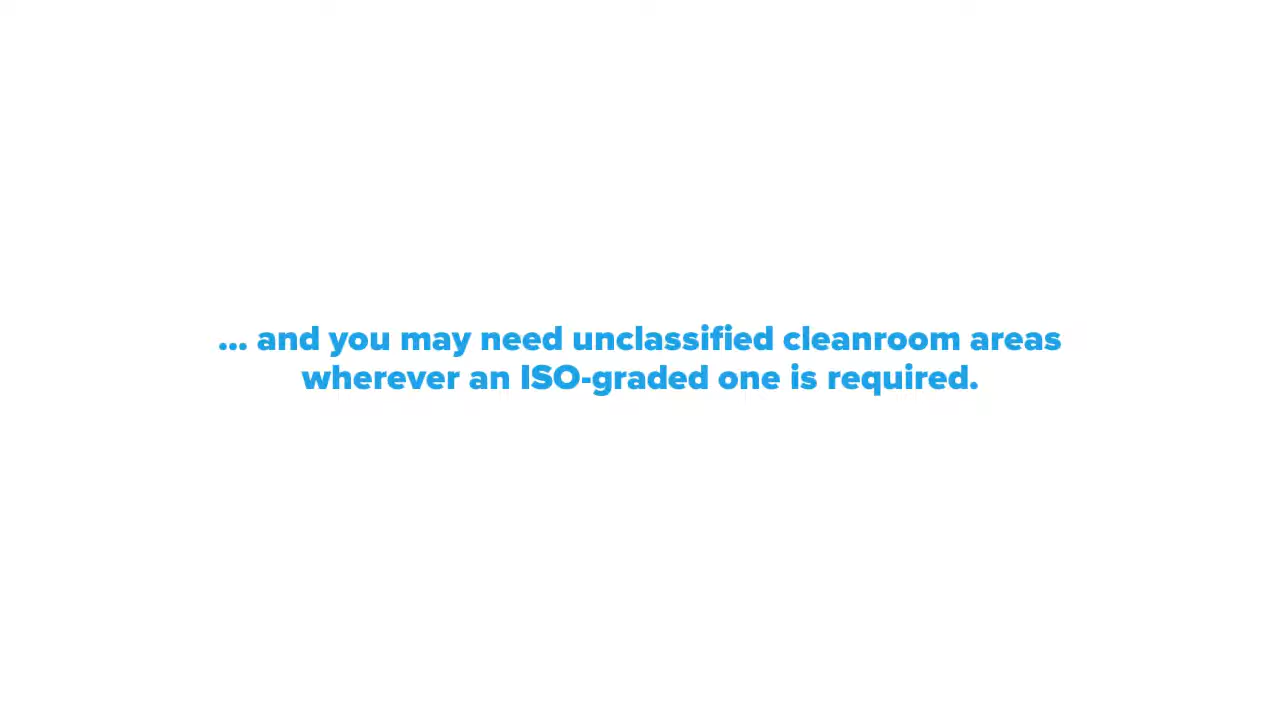 ... and you may need unclassified cleanroom areas
wherever an ISO-graded one is required.